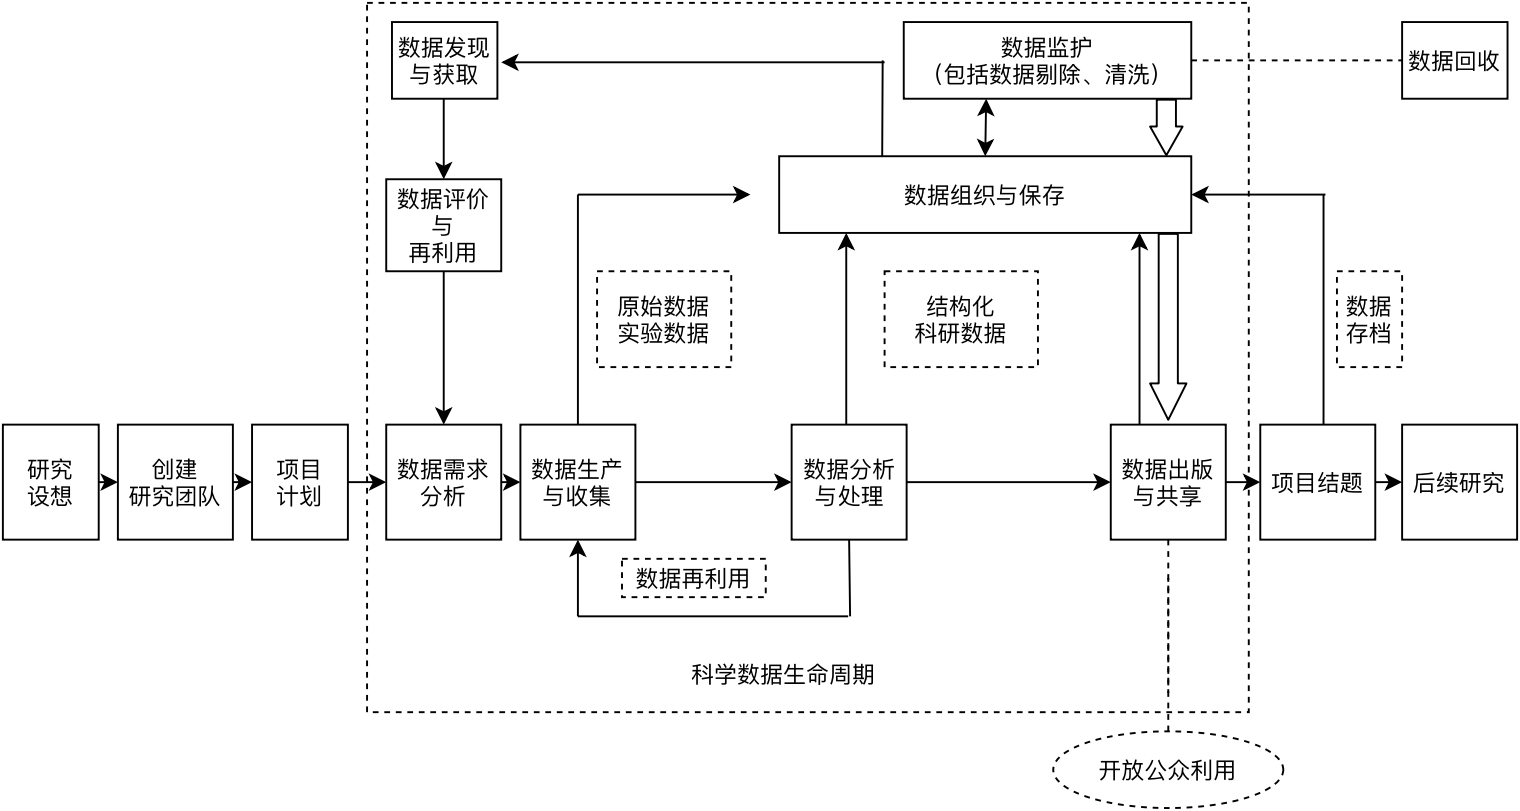 数据发现
与获取
数据监护
（包括数据剔除、清洗）
数据回收
数据评价
与
再利用
数据组织与保存
原始数据
实验数据
结构化
科研数据
数据
存档
研究
设想
创建
研究团队
项目
计划
数据需求
分析
数据生产
与收集
数据分析
与处理
数据出版
与共享
项目结题
后续研究
数据再利用
科学数据生命周期
开放公众利用